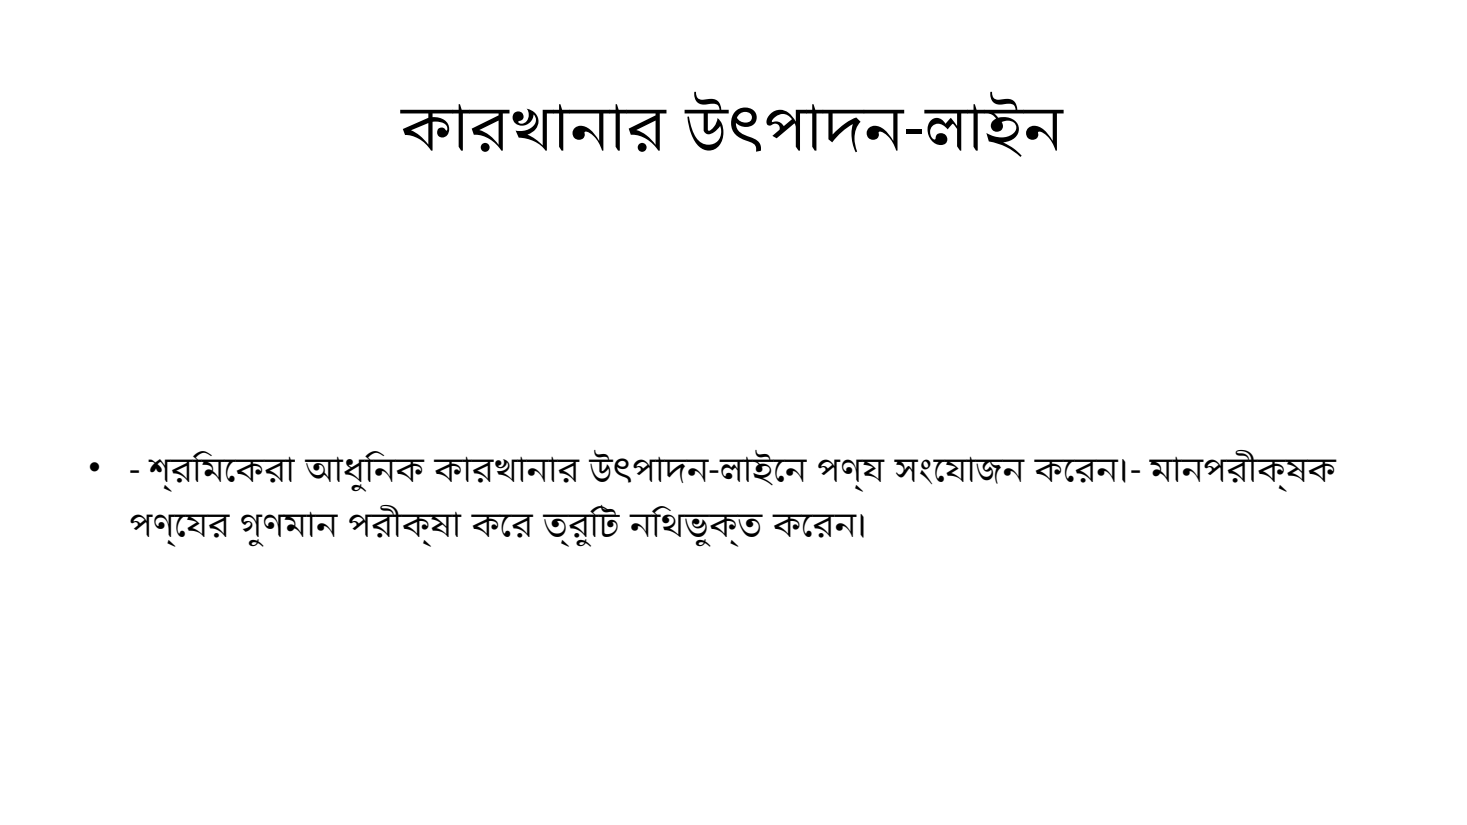 কারখানার উৎপাদন-লাইন
• - শ্রমিকেরা আধুনিক কারখানার উৎপাদন-লাইনে পণ্য সংযোজন করেন।- মানপরীক্ষক
পণ্যের গুণমান পরীক্ষা করে ত্রুটি নথিভুক্ত করেন।